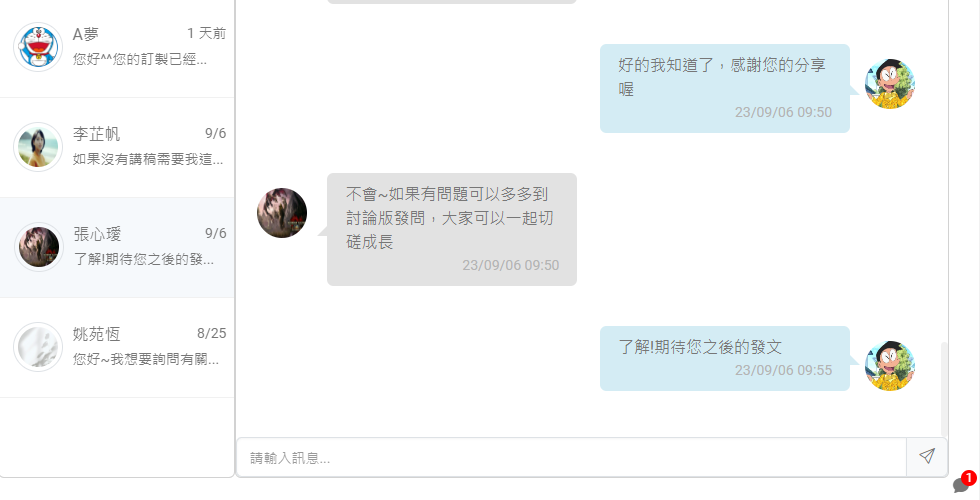 A夢
1 天前
您好^^您的訂製已經...
李芷帆
9/6
如果沒有講稿需要我這...
張心瑷
9/6
了解!期待您之後的發...
姚苑恆
8/25
您好~我想要詢問有關...
好的我知道了，感謝您的分享
喔
23/09/06 09:50
不會~如果有問題可以多多到
討論版發問，大家可以一起切
磋成長
23/09/06 09:50
了解!期待您之後的發文
23/09/06 09:55
請輸入訊息...
1